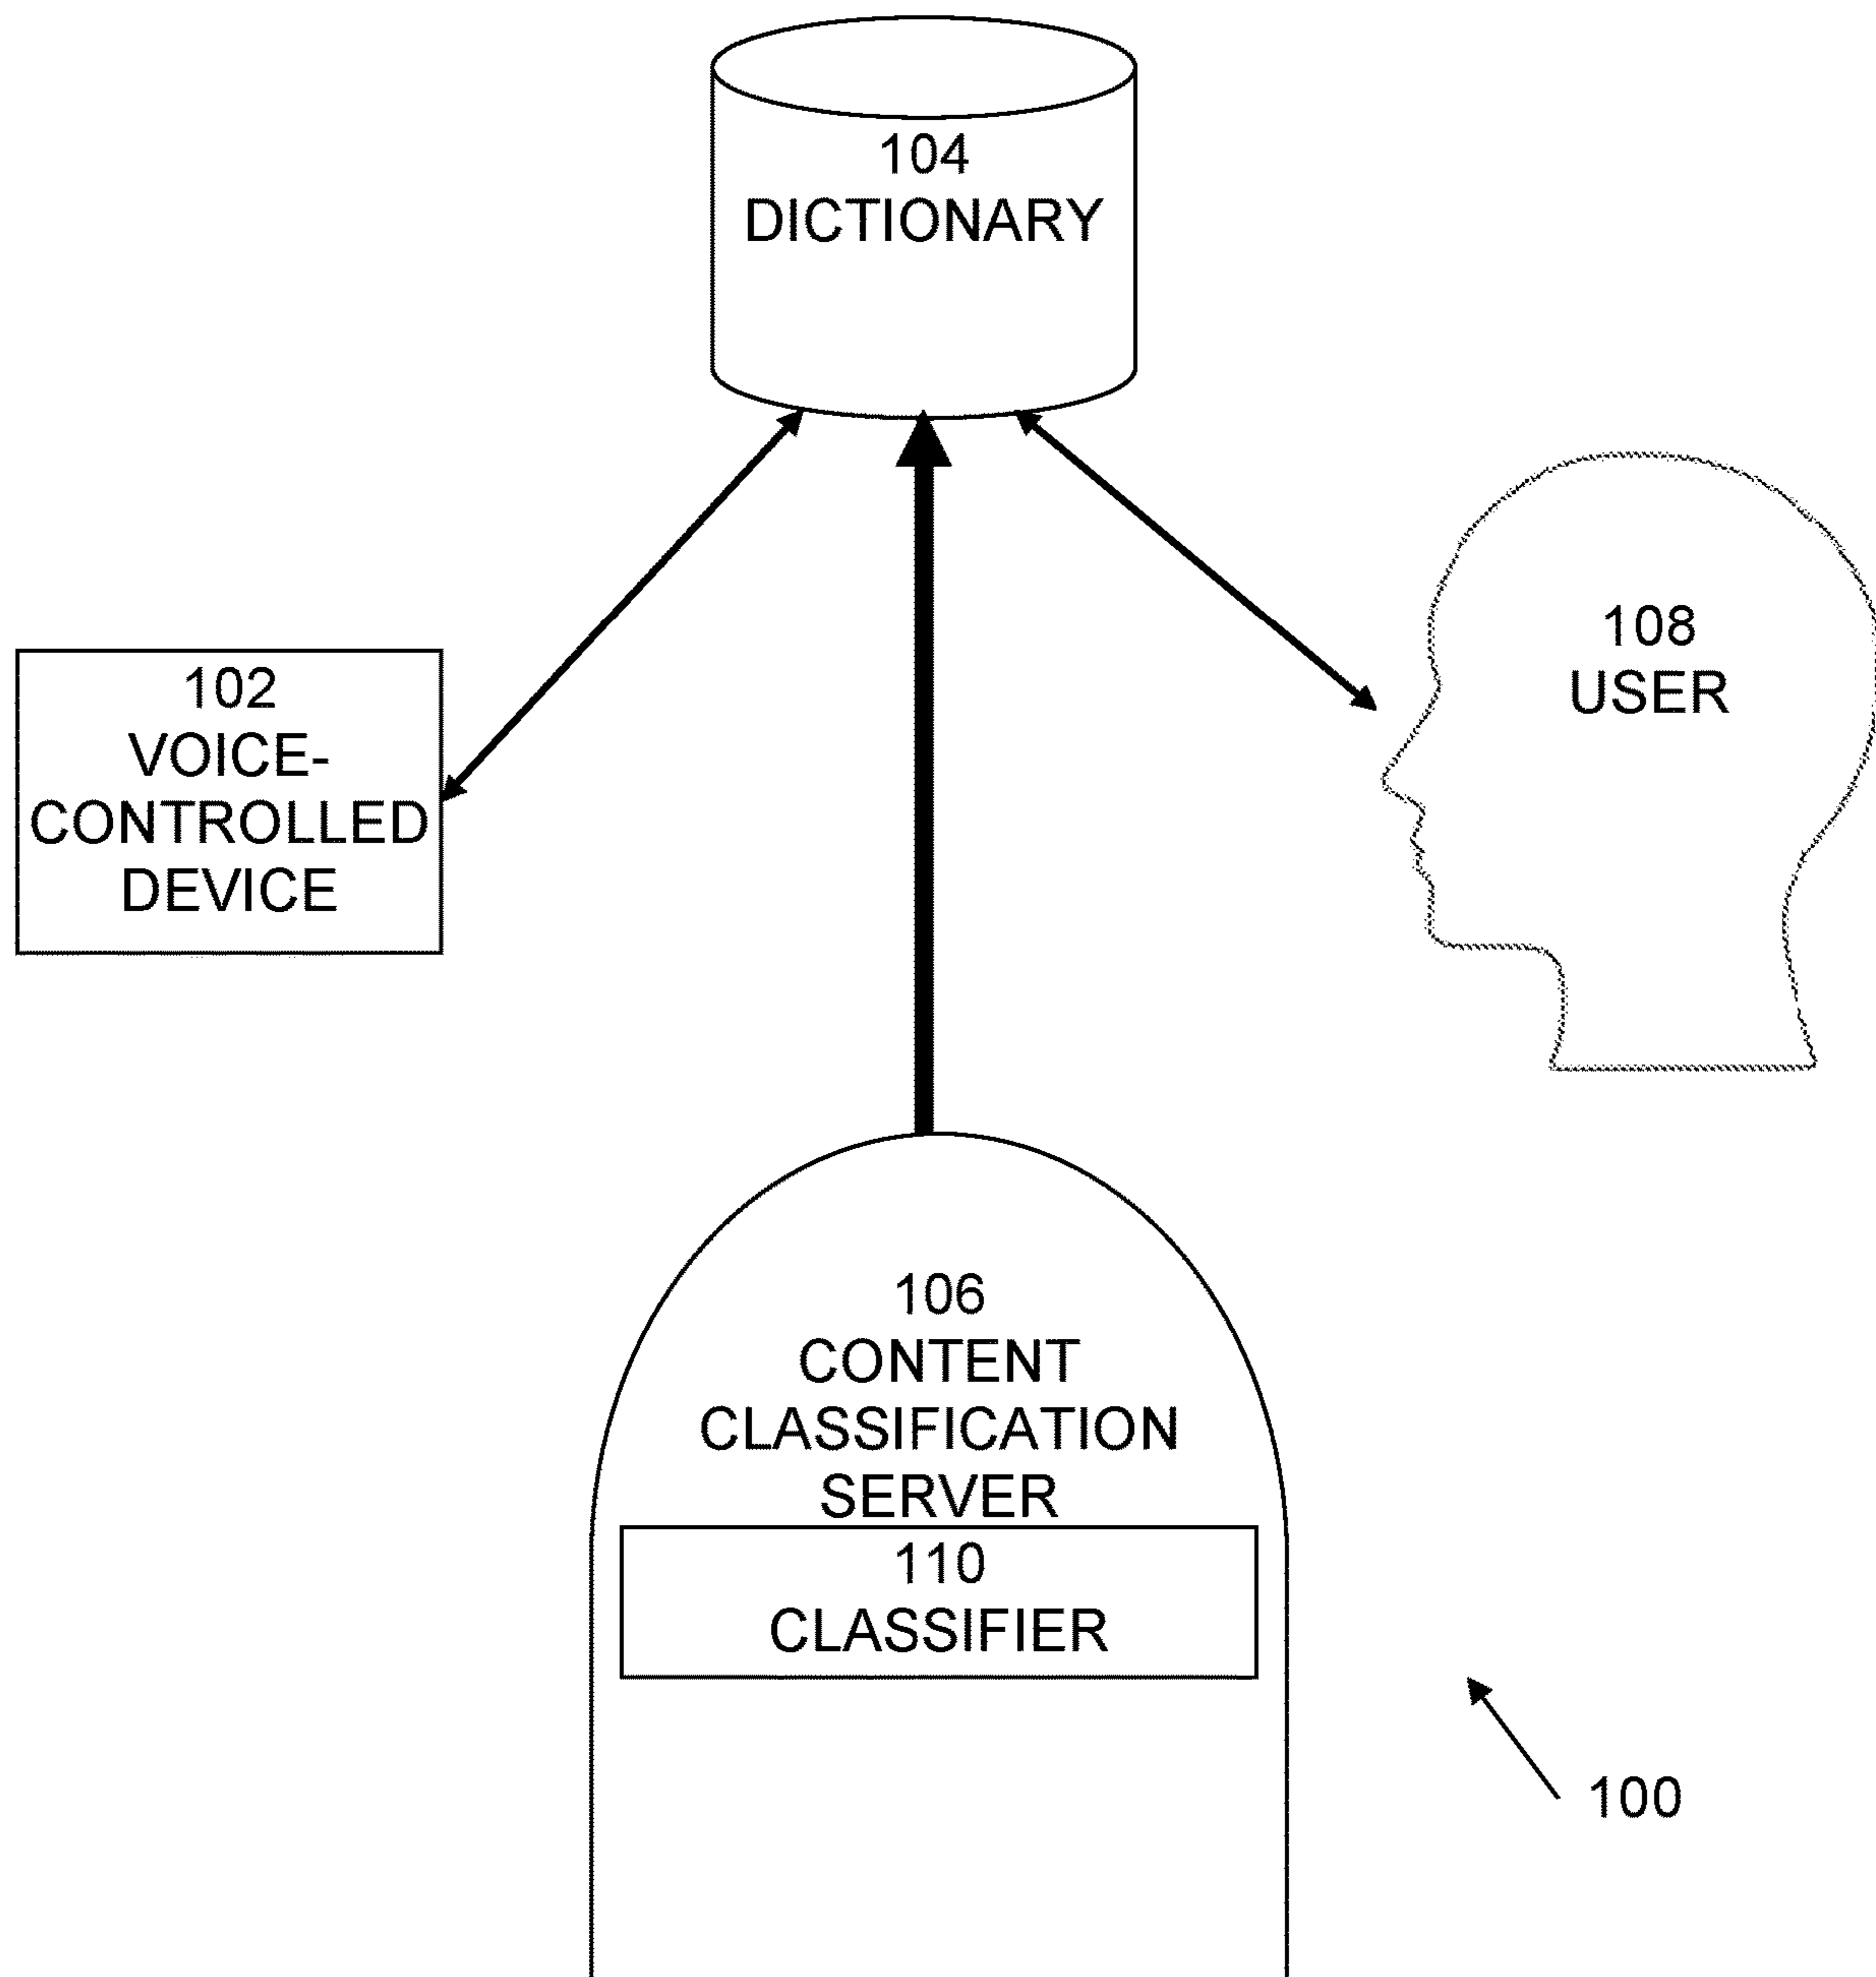 104
DICTIONARY
108
USER
102
VOICE-
CONTROLLED
DEVICE
106
CONTENT
CLASSIFICATION
SERVER
110
CLASSIFIER
100